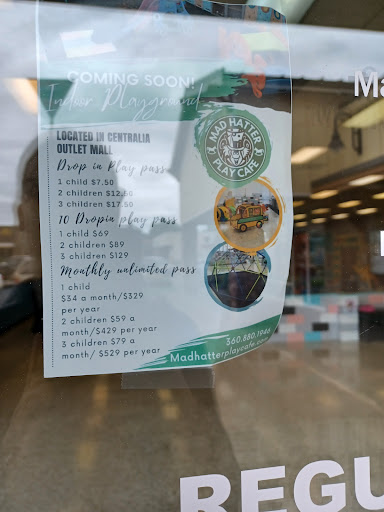 COMING SOON!
Indoor Playground
LOCATED IN CENTRALIA
OUTLET MALL
Drop in Play pass
1 child $7.50
2 children $12.50
3 children $17.50
10 Dropin play pass
1 child $69
2 children $89
3 children $129
Monthly unlimited pass
1 child
$34 a month/$329
per year
2 children $59 a
month/$429 per year
3 children $79 a
month/ $529 per year
MAD HATTER
PLAY CAFE
360.880.1946
Madhatterplaycafe.com
Ma
REGU